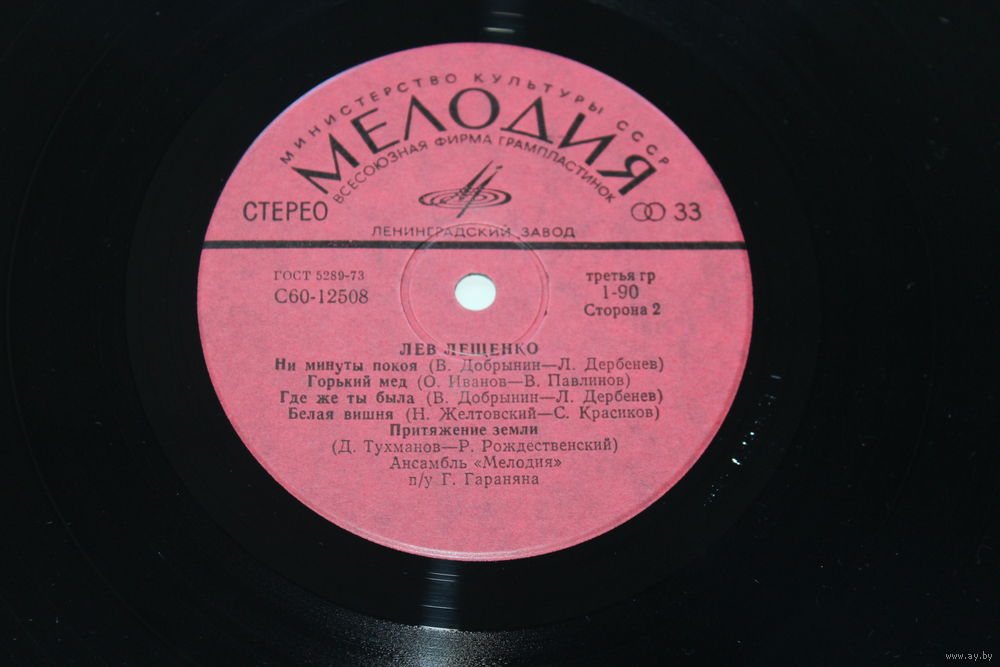 МИНИСТЕРСТВО КУЛЬТУРЫ СССР
МЕЛОДИЯ
ВСЕСОЮЗНАЯ ФИРМА ГРАМПЛАСТИНОК
СТЕРЕО 33
ЛЕНИНГРАДСКИЙ ЗАВОД
ГОСТ 5289-73 третья гр
С60-12508 1-90
Сторона 2
ЛЕВ ЛЕЩЕНКО
Ни минуты покоя (В. Добрынин—Л. Дербенев)
Горький мед (О. Иванов—В. Павлинов)
Где же ты была (В. Добрынин—Л. Дербенев)
Белая вишня (Н. Желтовский—С. Красиков)
Притяжение земли
(Д. Тухманов—Р. Рождественский)
Ансамбль «Мелодия»
п/у Г. Гараняна
www.ay.by